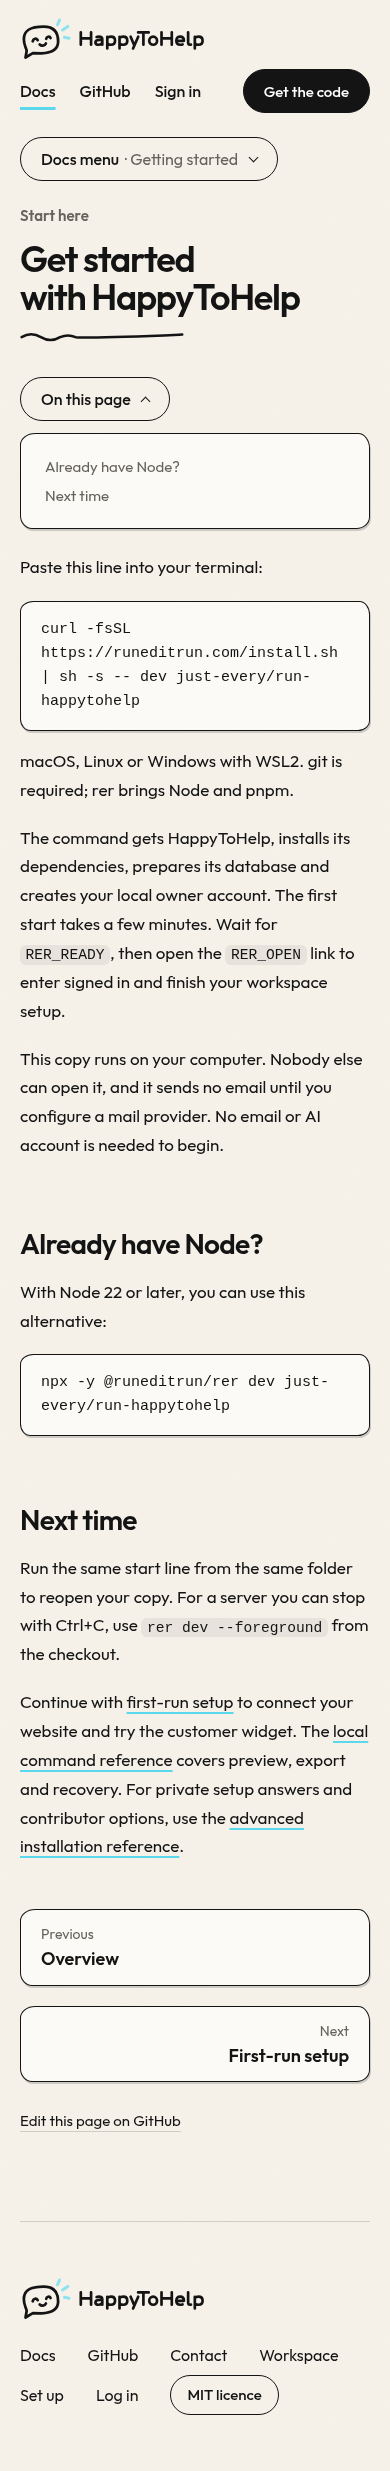 HappyToHelp
Docs GitHub Sign in Get the code
Docs menu · Getting started
Start here
Get started
with HappyToHelp
On this page
Already have Node?
Next time
Paste this line into your terminal:
curl -fsSL
https://runeditrun.com/install.sh
| sh -s -- dev just-every/run-
happytohelp
macOS, Linux or Windows with WSL2. git is
required; rer brings Node and pnpm.
The command gets HappyToHelp, installs its
dependencies, prepares its database and
creates your local owner account. The first
start takes a few minutes. Wait for
RER_READY, then open the RER_OPEN link to
enter signed in and finish your workspace
setup.
This copy runs on your computer. Nobody else
can open it, and it sends no email until you
configure a mail provider. No email or AI
account is needed to begin.
Already have Node?
With Node 22 or later, you can use this
alternative:
npx -y @runeditrun/rer dev just-
every/run-happytohelp
Next time
Run the same start line from the same folder
to reopen your copy. For a server you can stop
with Ctrl+C, use rer dev --foreground from
the checkout.
Continue with first-run setup to connect your
website and try the customer widget. The local
command reference covers preview, export
and recovery. For private setup answers and
contributor options, use the advanced
installation reference.
Previous
Overview
Next
First-run setup
Edit this page on GitHub
HappyToHelp
Docs GitHub Contact Workspace
Set up Log in MIT licence